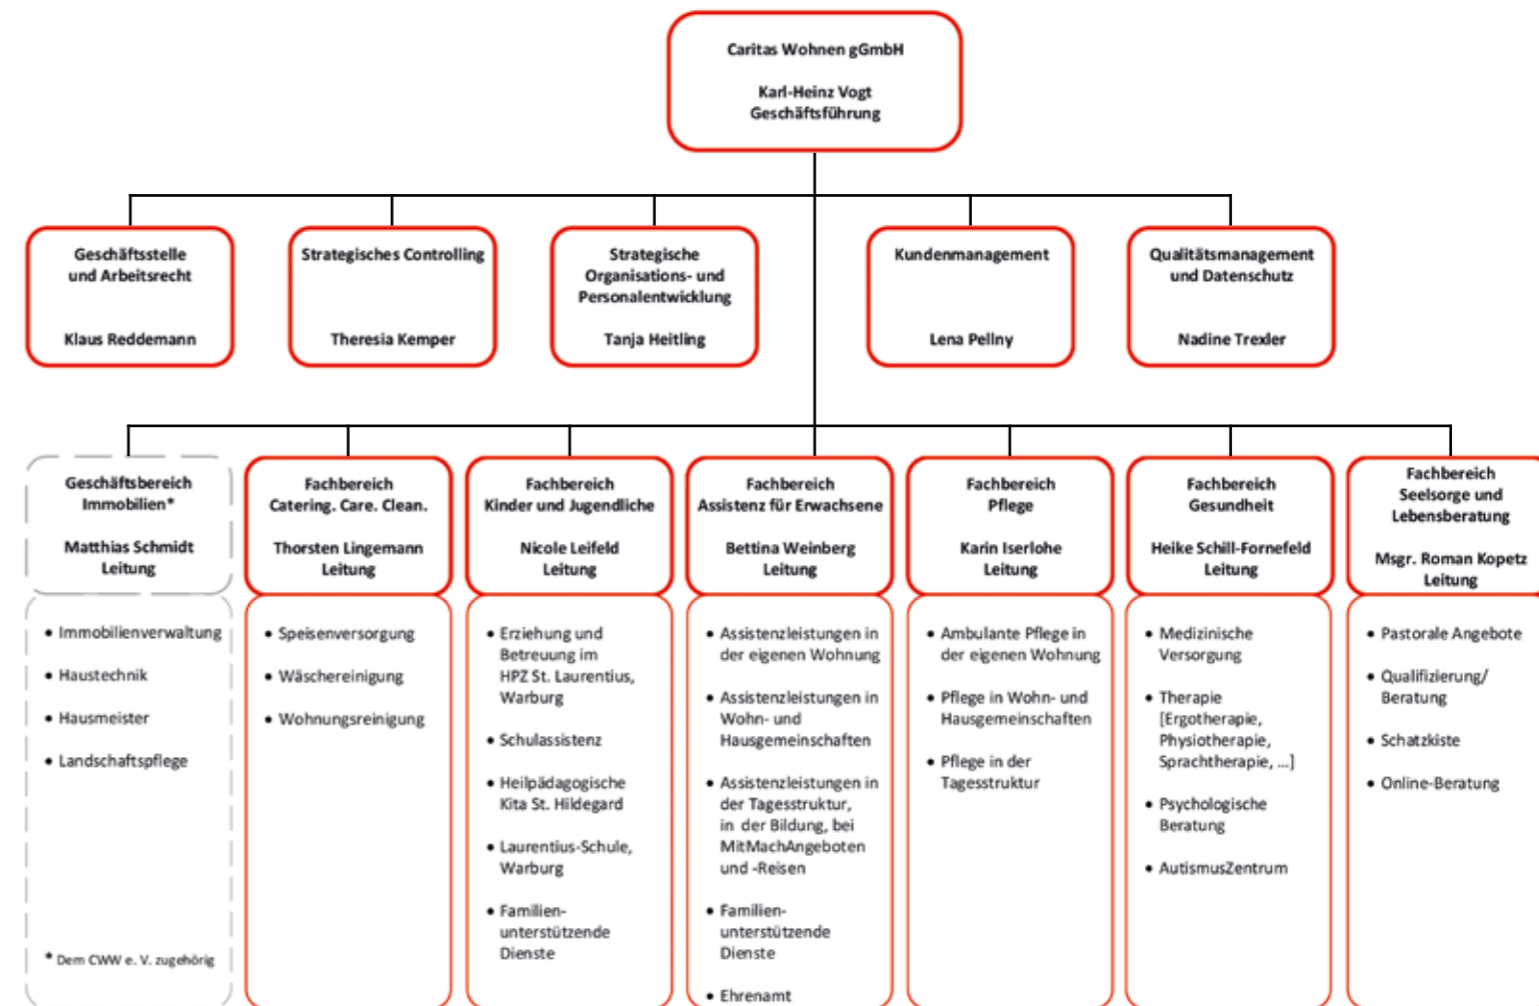 Caritas Wohnen gGmbH
Karl-Heinz Vogt
Geschäftsführung
Geschäftsstelle
und Arbeitsrecht
Klaus Reddemann
Strategisches Controlling
Theresia Kemper
Strategische
Organisations- und
Personalentwicklung
Tanja Heitling
Kundenmanagement
Lena Pellny
Qualitätsmanagement
und Datenschutz
Nadine Trexler
Geschäftsbereich
Immobilien*
Matthias Schmidt
Leitung
• Immobilienverwaltung
• Haustechnik
• Hausmeister
• Landschaftspflege
* Dem CWW e. V. zugehörig
Fachbereich
Catering. Care. Clean.
Thorsten Lingemann
Leitung
• Speisenversorgung
• Wäschereinigung
• Wohnungsreinigung
Fachbereich
Kinder und Jugendliche
Nicole Leifeld
Leitung
• Erziehung und
Betreuung im
HPZ St. Laurentius,
Warburg
• Schulassistenz
• Heilpädagogische
Kita St. Hildegard
• Laurentius-Schule,
Warburg
• Familien-
unterstützende
Dienste
Fachbereich
Assistenz für Erwachsene
Bettina Weinberg
Leitung
• Assistenzleistungen in
der eigenen Wohnung
• Assistenzleistungen in
Wohn- und
Hausgemeinschaften
• Assistenzleistungen in
der Tagesstruktur,
in der Bildung, bei
MitMachAngeboten
und -Reisen
• Familien-
unterstützende
Dienste
• Ehrenamt
Fachbereich
Pflege
Karin Iserlohe
Leitung
• Ambulante Pflege in
der eigenen Wohnung
• Pflege in Wohn- und
Hausgemeinschaften
• Pflege in der
Tagesstruktur
Fachbereich
Gesundheit
Heike Schill-Fornefeld
Leitung
• Medizinische
Versorgung
• Therapie
[Ergotherapie,
Physiotherapie,
Sprachtherapie, ...]
• Psychologische
Beratung
• AutismusZentrum
Fachbereich
Seelsorge und
Lebensberatung
Msgr. Roman Kopetz
Leitung
• Pastorale Angebote
• Qualifizierung/
Beratung
• Schatzkiste
• Online-Beratung